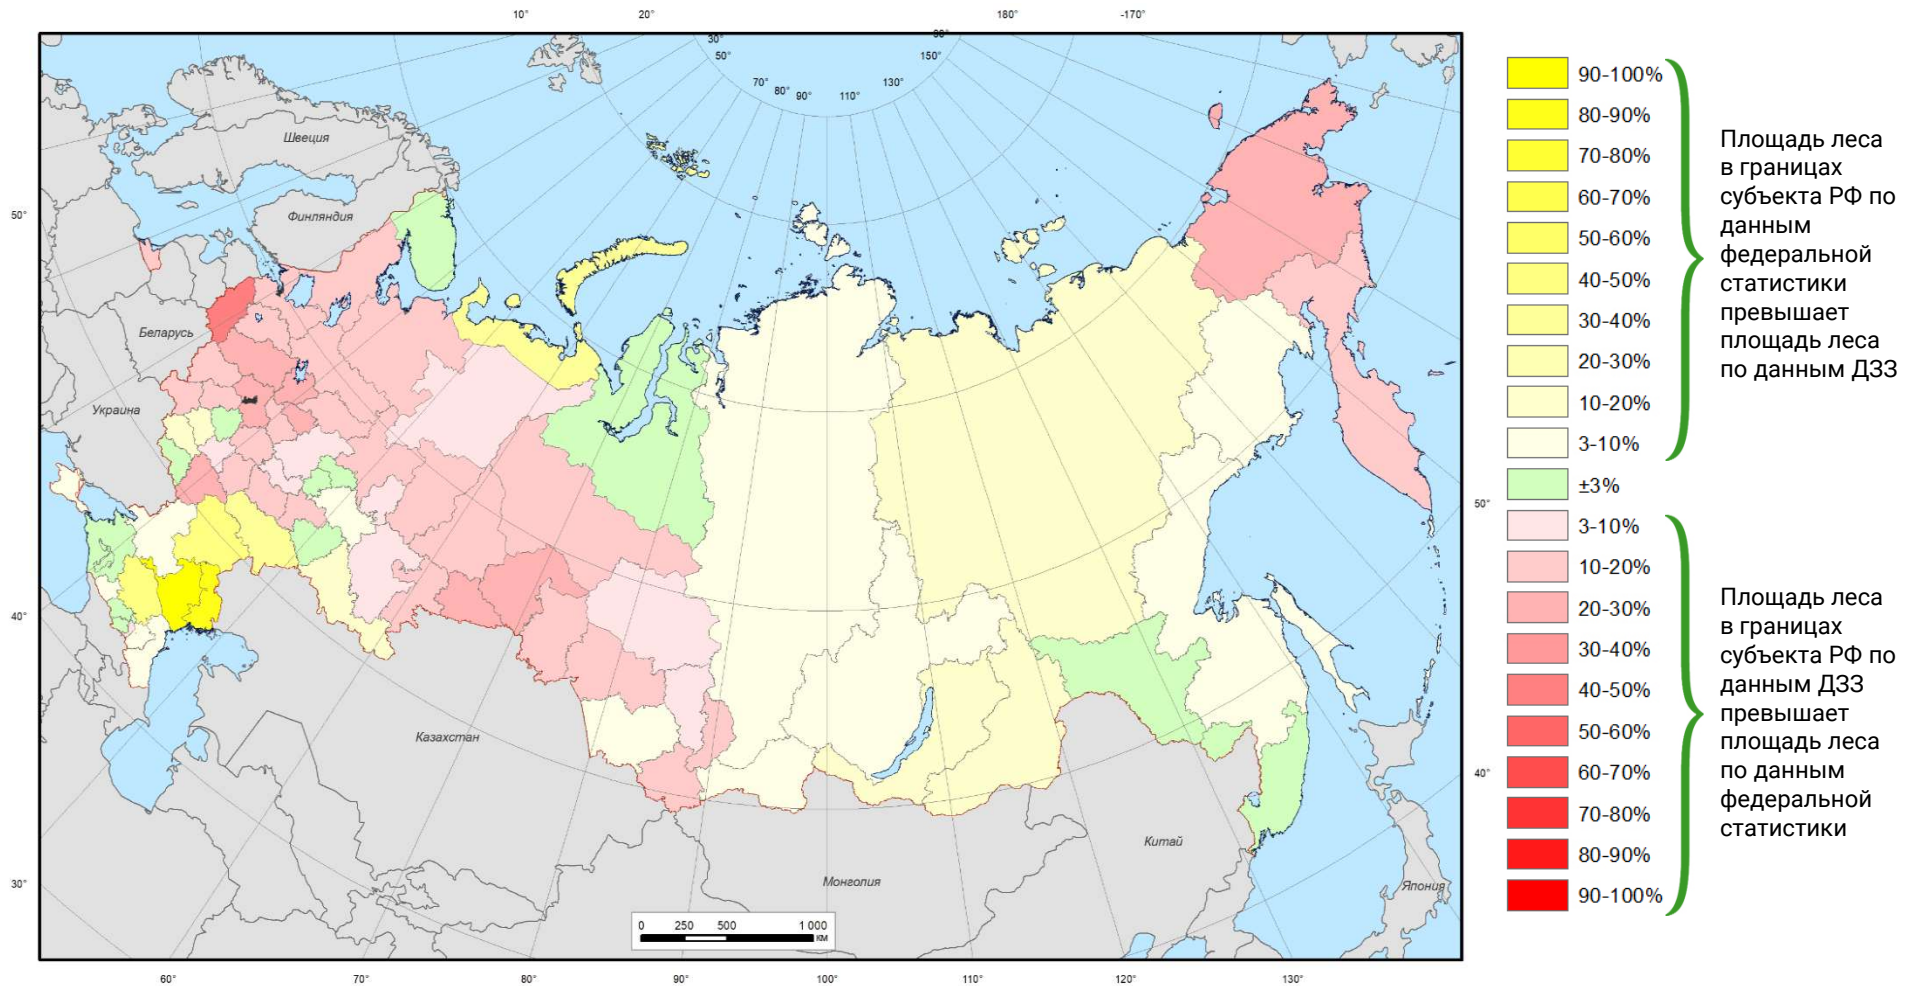 10°
20°
180°
-170°
30°
50°
70°
80°
90°
110°
130°
150°
50°
40°
30°
50°
40°
Швеция
Финляндия
Беларусь
Украина
Казахстан
Монголия
Китай
Япония
0 250 500 1 000
км
60°
70°
80°
90°
100°
110°
120°
130°
90-100%
80-90%
70-80%
60-70%
50-60%
40-50%
30-40%
20-30%
10-20%
3-10%
±3%
3-10%
10-20%
20-30%
30-40%
40-50%
50-60%
60-70%
70-80%
80-90%
90-100%
Площадь леса
в границах
субъекта РФ по
данным
федеральной
статистики
превышает
площадь леса
по данным ДЗЗ
Площадь леса
в границах
субъекта РФ по
данным ДЗЗ
превышает
площадь леса
по данным
федеральной
статистики